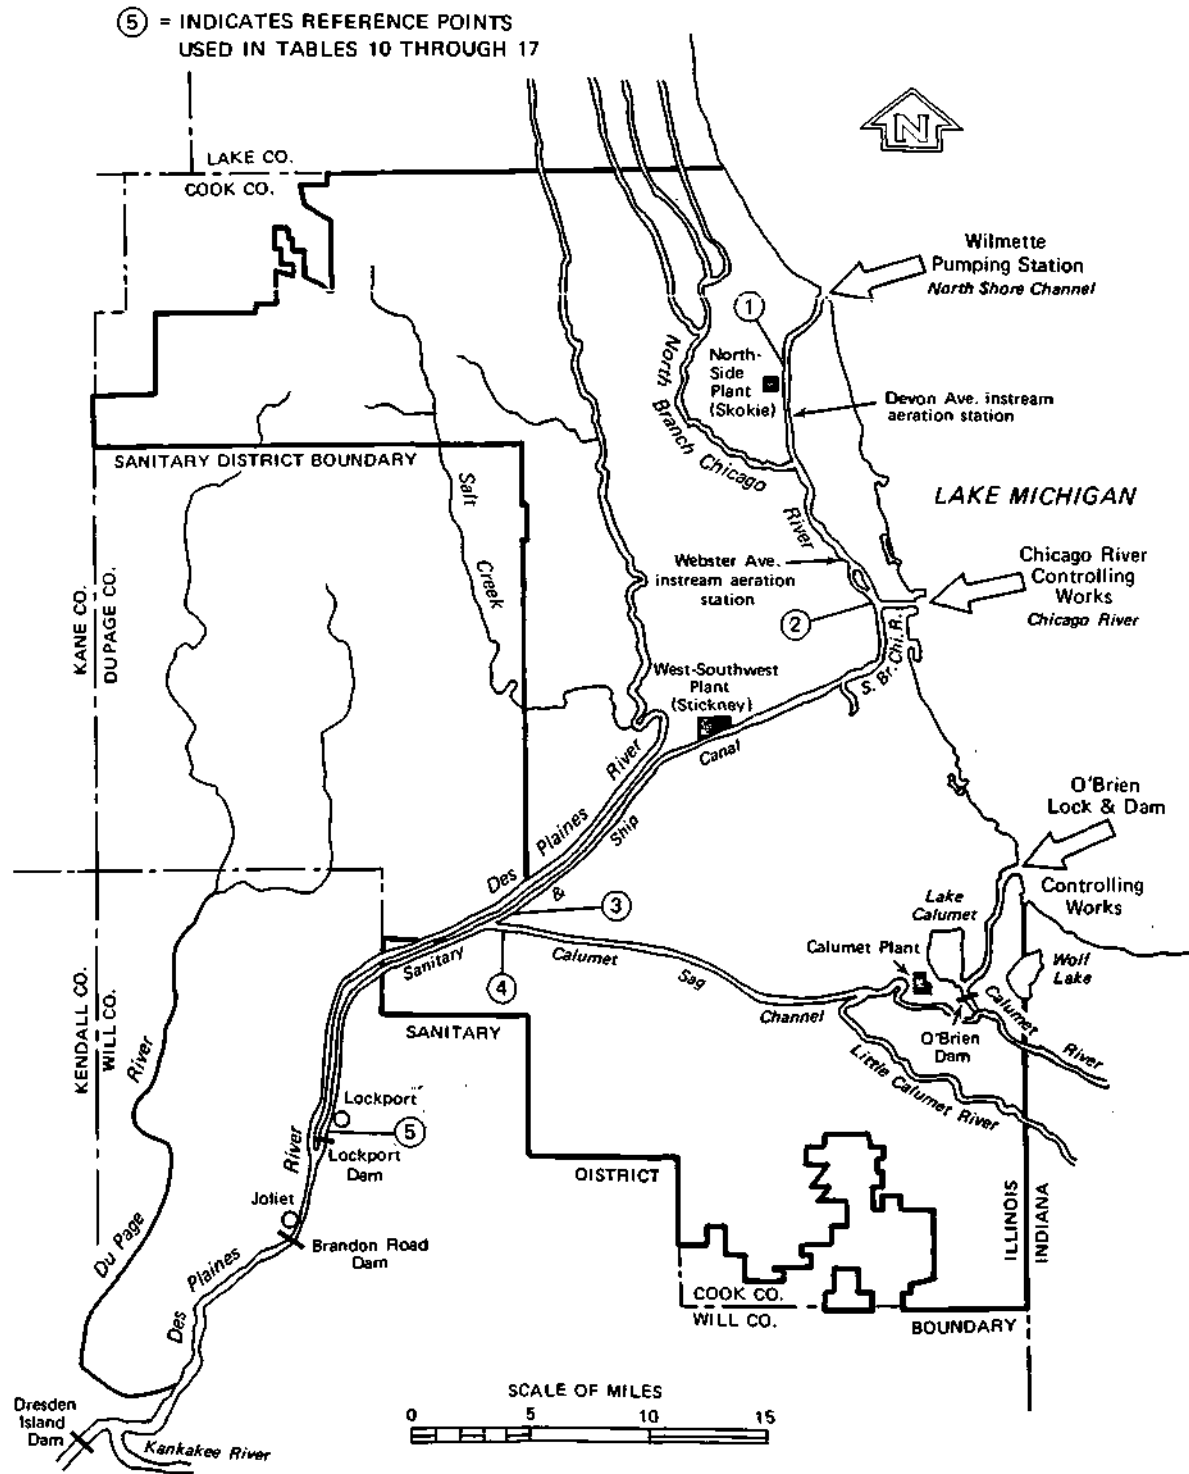 ⑤ = INDICATES REFERENCE POINTS
USED IN TABLES 10 THROUGH 17
N
LAKE CO.
COOK CO.
Wilmette
Pumping Station
North Shore Channel
1
North-
Side
Plant
(Skokie)
North Branch Chicago River
Devon Ave. instream
aeration station
SANITARY DISTRICT BOUNDARY
Salt Creek
LAKE MICHIGAN
Webster Ave.
instream aeration
station
Chicago River
Controlling
Works
Chicago River
2
KANE CO.
DUPAGE CO.
S. Br. Chi. R.
West-Southwest
Plant
(Stickney)
Des Plaines River
Sanitary & Ship Canal
O'Brien
Lock & Dam
Controlling
Works
3
4
Lake
Calumet
Calumet Plant
Wolf
Lake
Calumet Sag Channel
O'Brien
Dam
Calumet River
Little Calumet River
KENDALL CO.
WILL CO.
SANITARY
DISTRICT
BOUNDARY
Lockport
5
Lockport
Dam
Joliet
Brandon Road
Dam
Du Page River
Des Plaines River
ILLINOIS
INDIANA
COOK CO.
WILL CO.
Dresden
Island
Dam
Kankakee River
SCALE OF MILES
0 5 10 15